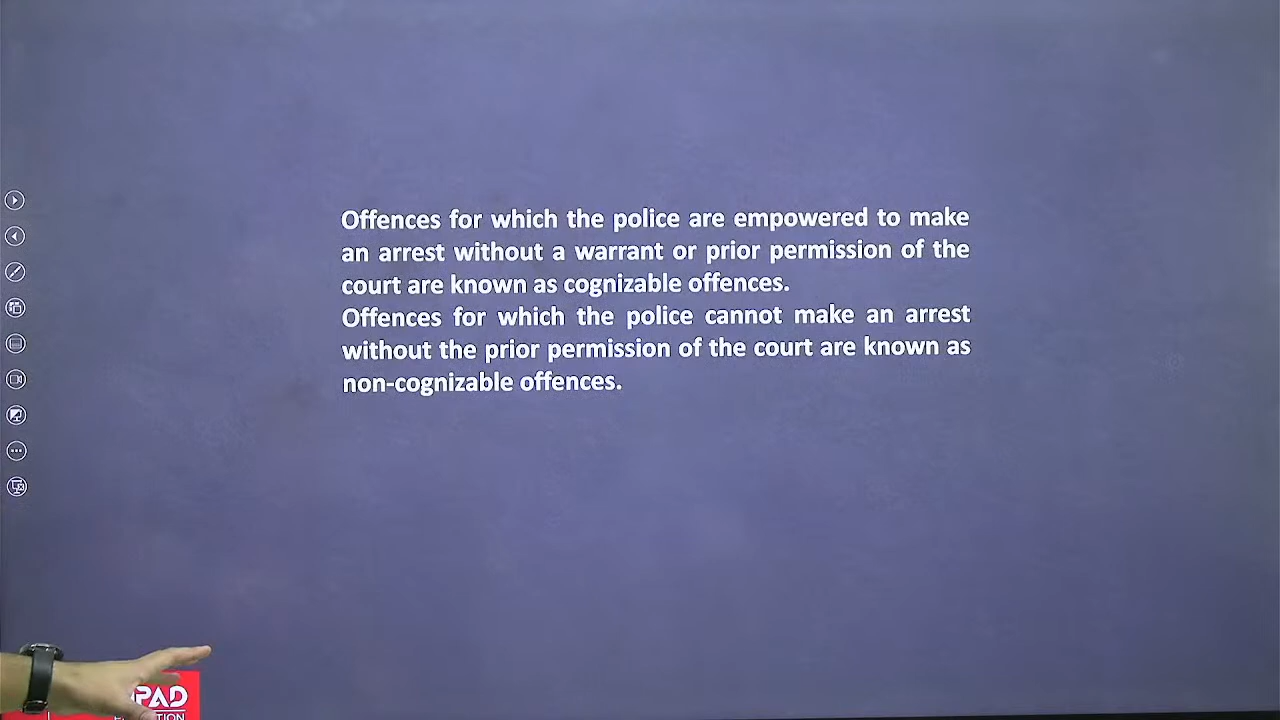 Offences for which the police are empowered to make
an arrest without a warrant or prior permission of the
court are known as cognizable offences.
Offences for which the police cannot make an arrest
without the prior permission of the court are known as
non-cognizable offences.